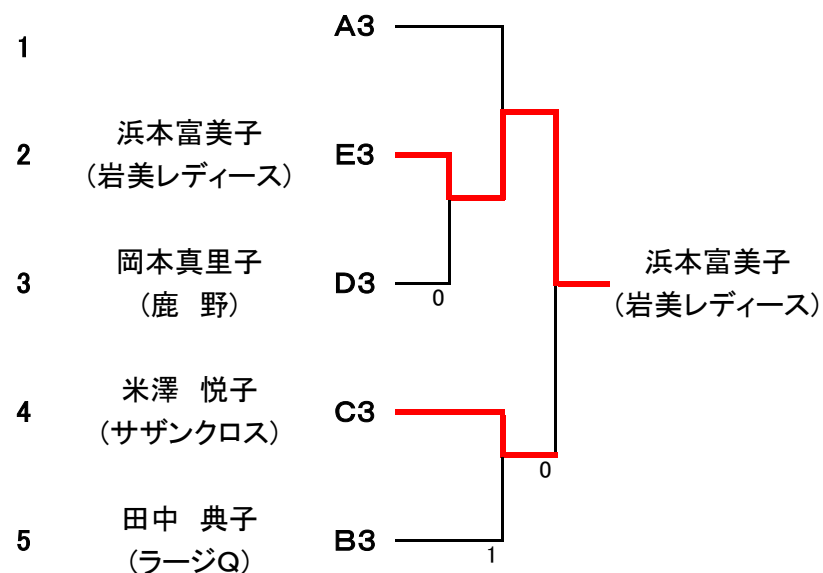 1 A3
浜本富美子
2 E3
(岩美レディース)
岡本真里子
3 D3
(鹿　野)
0
浜本富美子
(岩美レディース)
米澤　悦子
4 C3
(サザンクロス)
0
田中　典子
5 B3
(ラージQ)
1